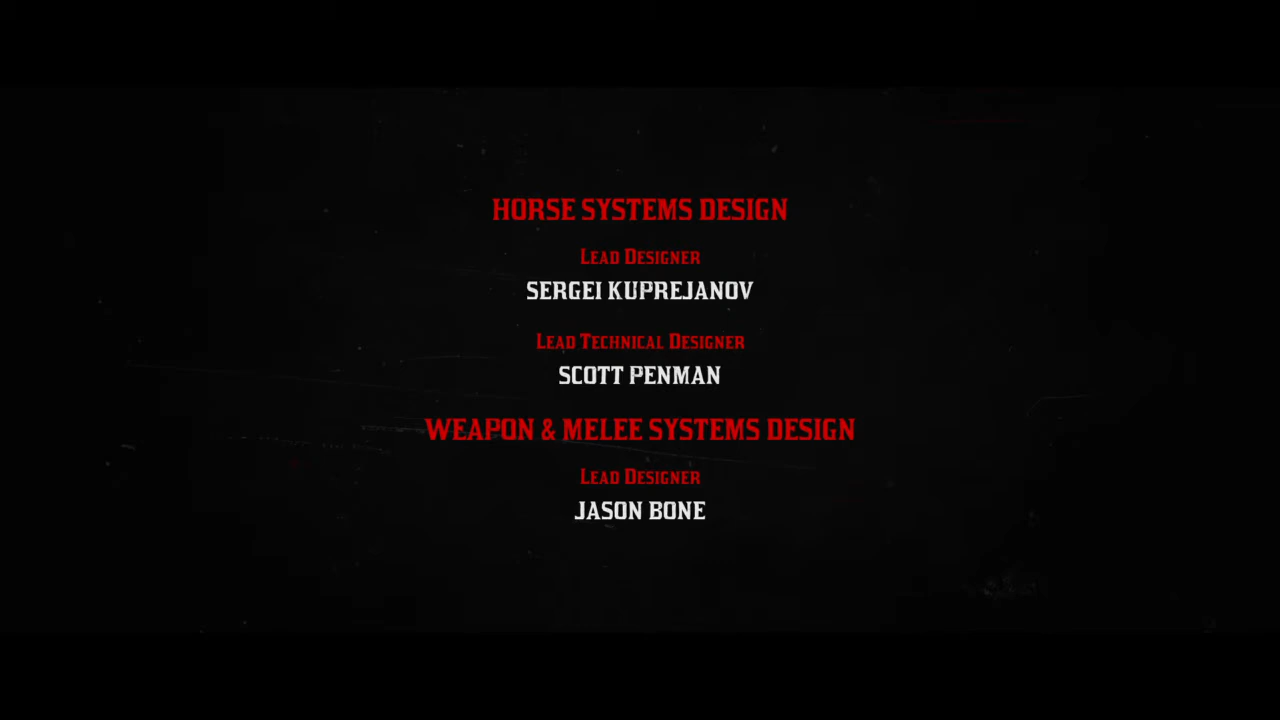 HORSE SYSTEMS DESIGN
LEAD DESIGNER
SERGEI KUPREJANOV
LEAD TECHNICAL DESIGNER
SCOTT PENMAN
WEAPON & MELEE SYSTEMS DESIGN
LEAD DESIGNER
JASON BONE